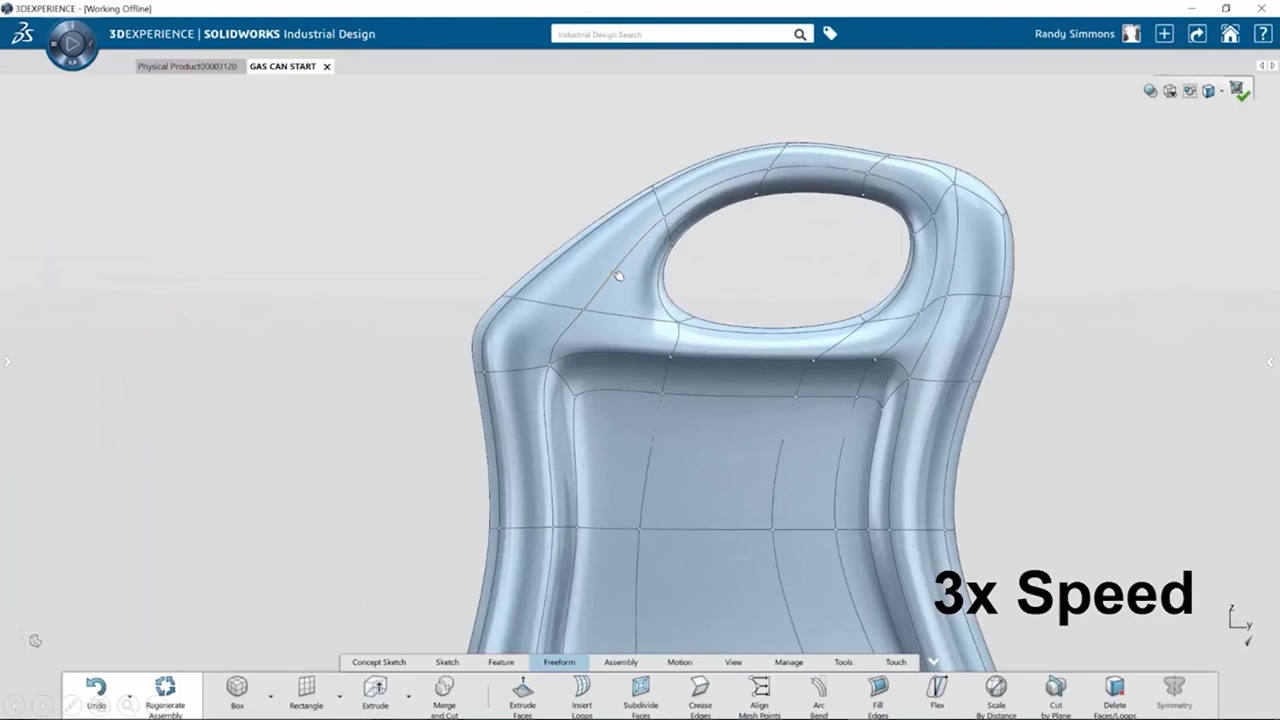 3DEXPERIENCE - [Working Offline]
3DEXPERIENCE | SOLIDWORKS Industrial Design
Industrial Design Search
Randy Simmons
Physical Product00003120
GAS CAN START
3x Speed
z
y
Concept Sketch
Sketch
Feature
Freeform
Assembly
Motion
View
Manage
Tools
Touch
Undo
Regenerate
Assembly
Box
Rectangle
Extrude
Merge
and Cut
Extrude
Faces
Insert
Loops
Subdivide
Faces
Crease
Edges
Align
Mesh Points
Arc
Bend
Fill
Edges
Flex
Scale
By Distance
Cut
by Plane
Delete
Faces/Loops
Symmetry